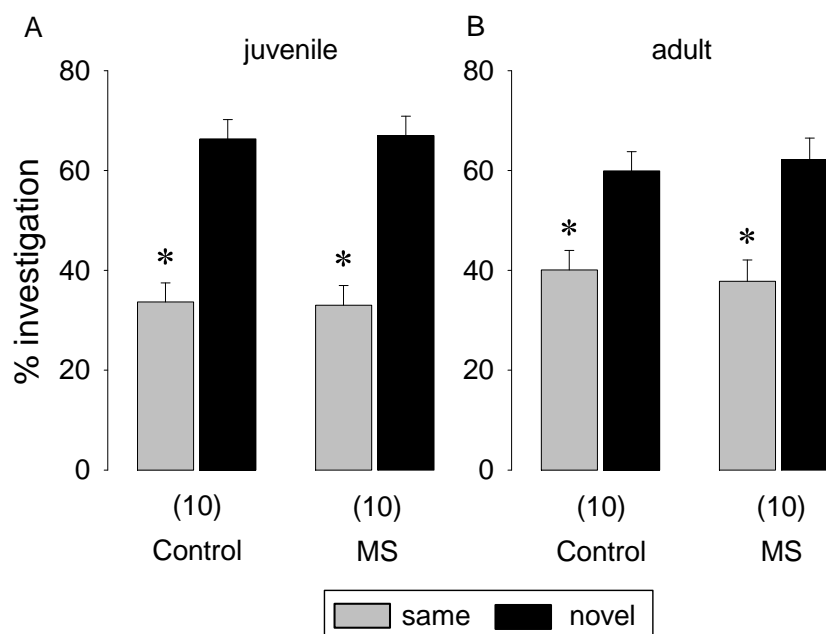 A
juvenile
B
adult
% investigation
80
60
40
20
0
*
*
80
60
40
20
0
*
*
(10)
(10)
(10)
(10)
Control
MS
Control
MS
same
novel